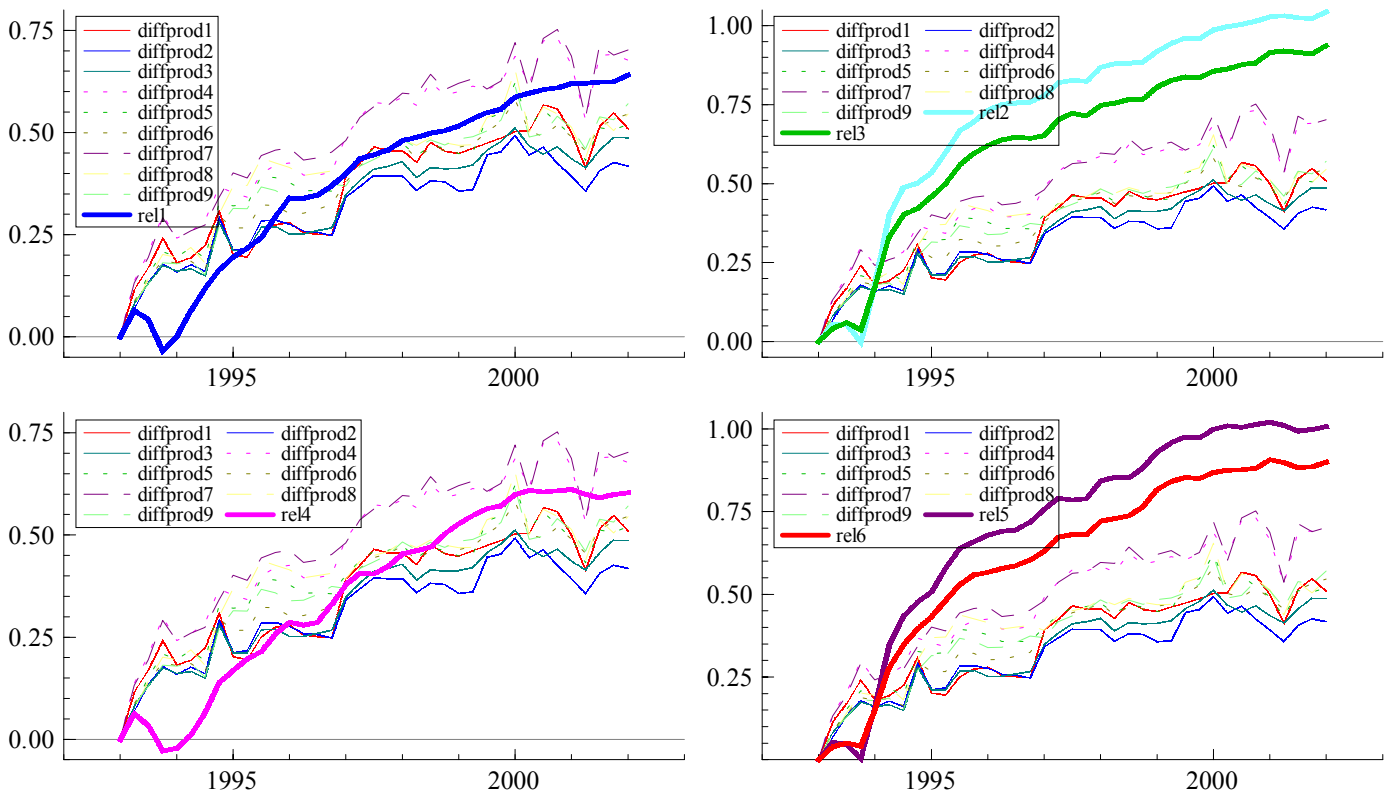 0.75
0.50
0.25
0.00
diffprod1
diffprod2
diffprod3
diffprod4
diffprod5
diffprod6
diffprod7
diffprod8
diffprod9
rel1
1995 2000
1.00
0.75
0.50
0.25
0.00
diffprod1 diffprod2
diffprod3 diffprod4
diffprod5 diffprod6
diffprod7 diffprod8
diffprod9 rel2
rel3
1995 2000
0.75
0.50
0.25
0.00
diffprod1 diffprod2
diffprod3 diffprod4
diffprod5 diffprod6
diffprod7 diffprod8
diffprod9 rel4
1995 2000
1.00
0.75
0.50
0.25
diffprod1 diffprod2
diffprod3 diffprod4
diffprod5 diffprod6
diffprod7 diffprod8
diffprod9 rel5
rel6
1995 2000